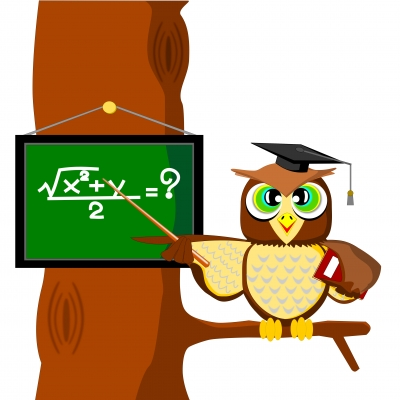 √x²+y = ?
2